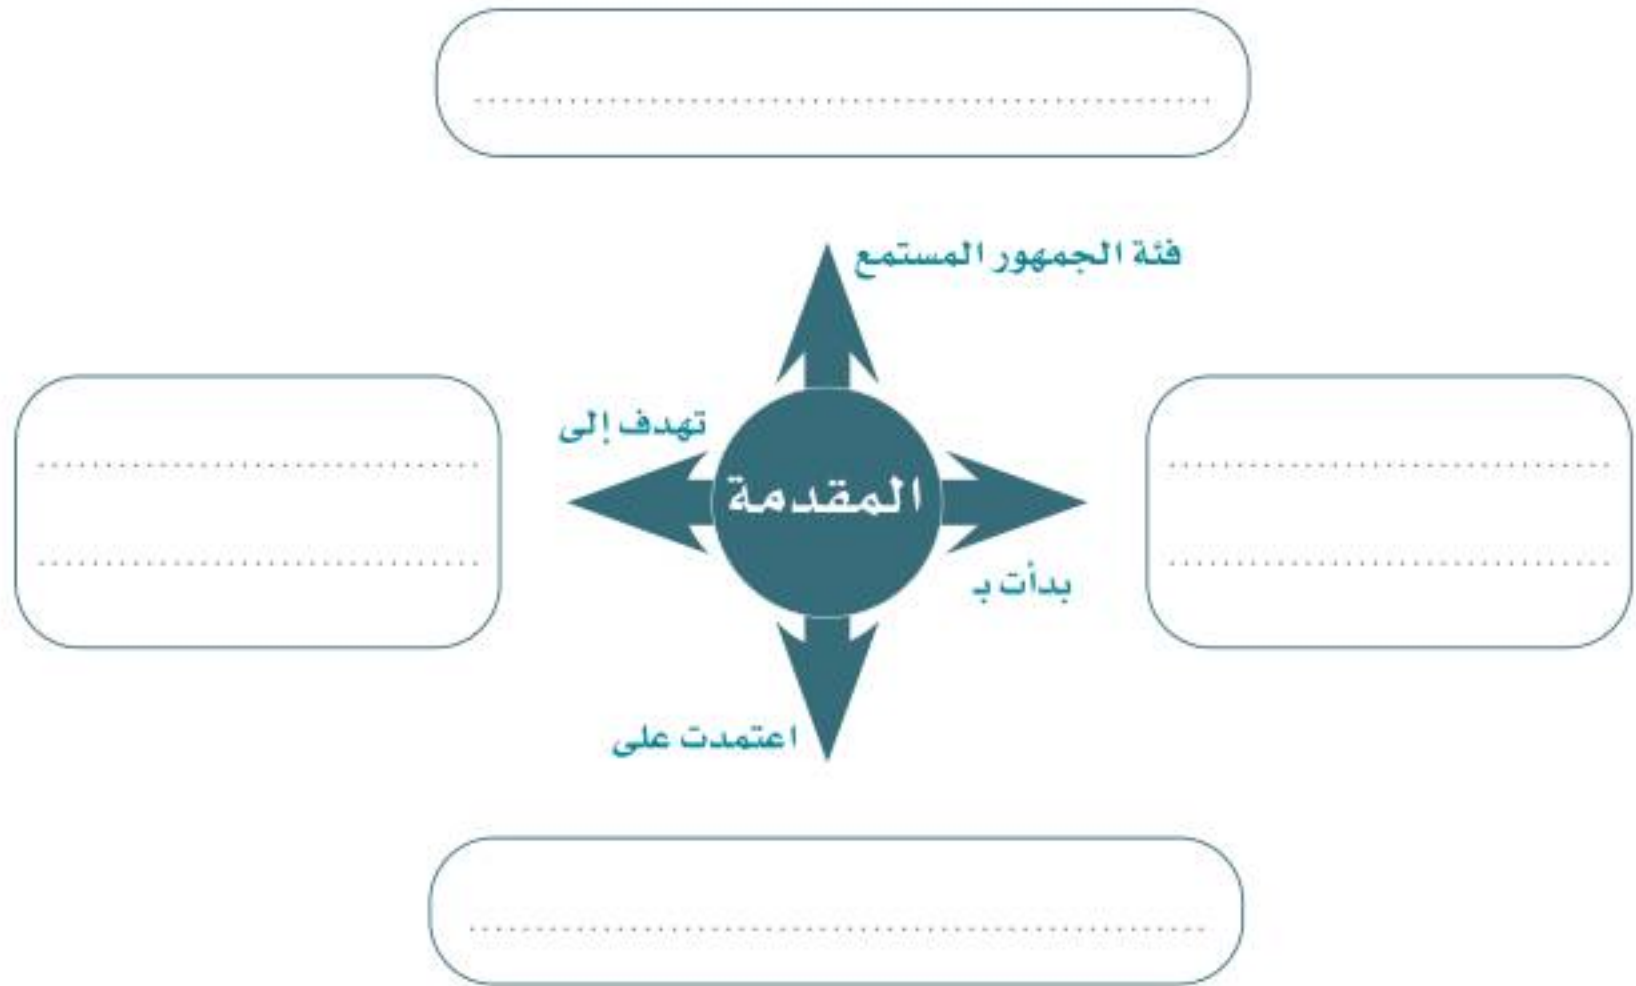 فئة الجمهور المستمع
تهدف إلى
المقدمة
بدأت بـ
اعتمدت على